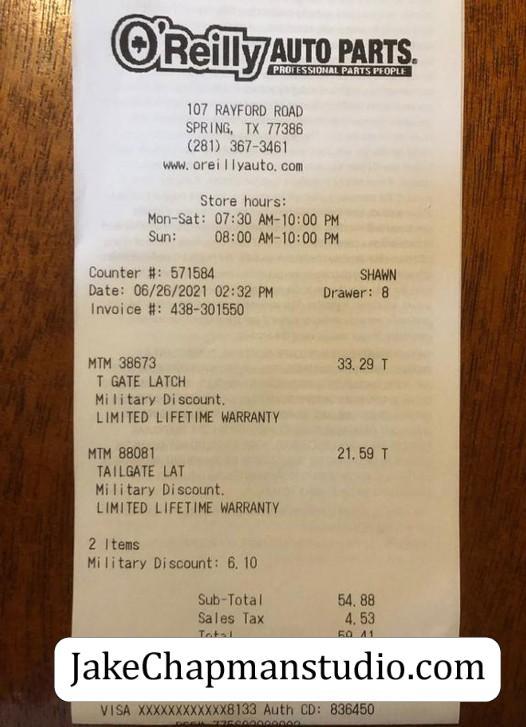 O'Reilly AUTO PARTS®
PROFESSIONAL PARTS PEOPLE
107 RAYFORD ROAD
SPRING, TX 77386
(281) 367-3461
www.oreillyauto.com
Store hours:
Mon-Sat: 07:30 AM-10:00 PM
Sun: 08:00 AM-10:00 PM
Counter #: 571584 SHAWN
Date: 06/26/2021 02:32 PM Drawer: 8
Invoice #: 438-301550
MTM 38673 33.29 T
T GATE LATCH
Military Discount.
LIMITED LIFETIME WARRANTY
MTM 88081 21.59 T
TAILGATE LAT
Military Discount.
LIMITED LIFETIME WARRANTY
2 Items
Military Discount: 6.10
Sub-Total 54.88
Sales Tax 4.53
Total 59.41
JakeChapmanstudio.com
VISA XXXXXXXXXXXX8133 Auth CD: 836450